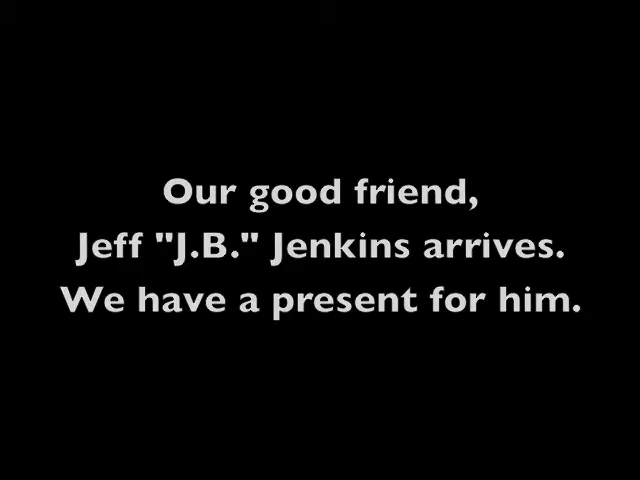 Our good friend,
Jeff "J.B." Jenkins arrives.
We have a present for him.